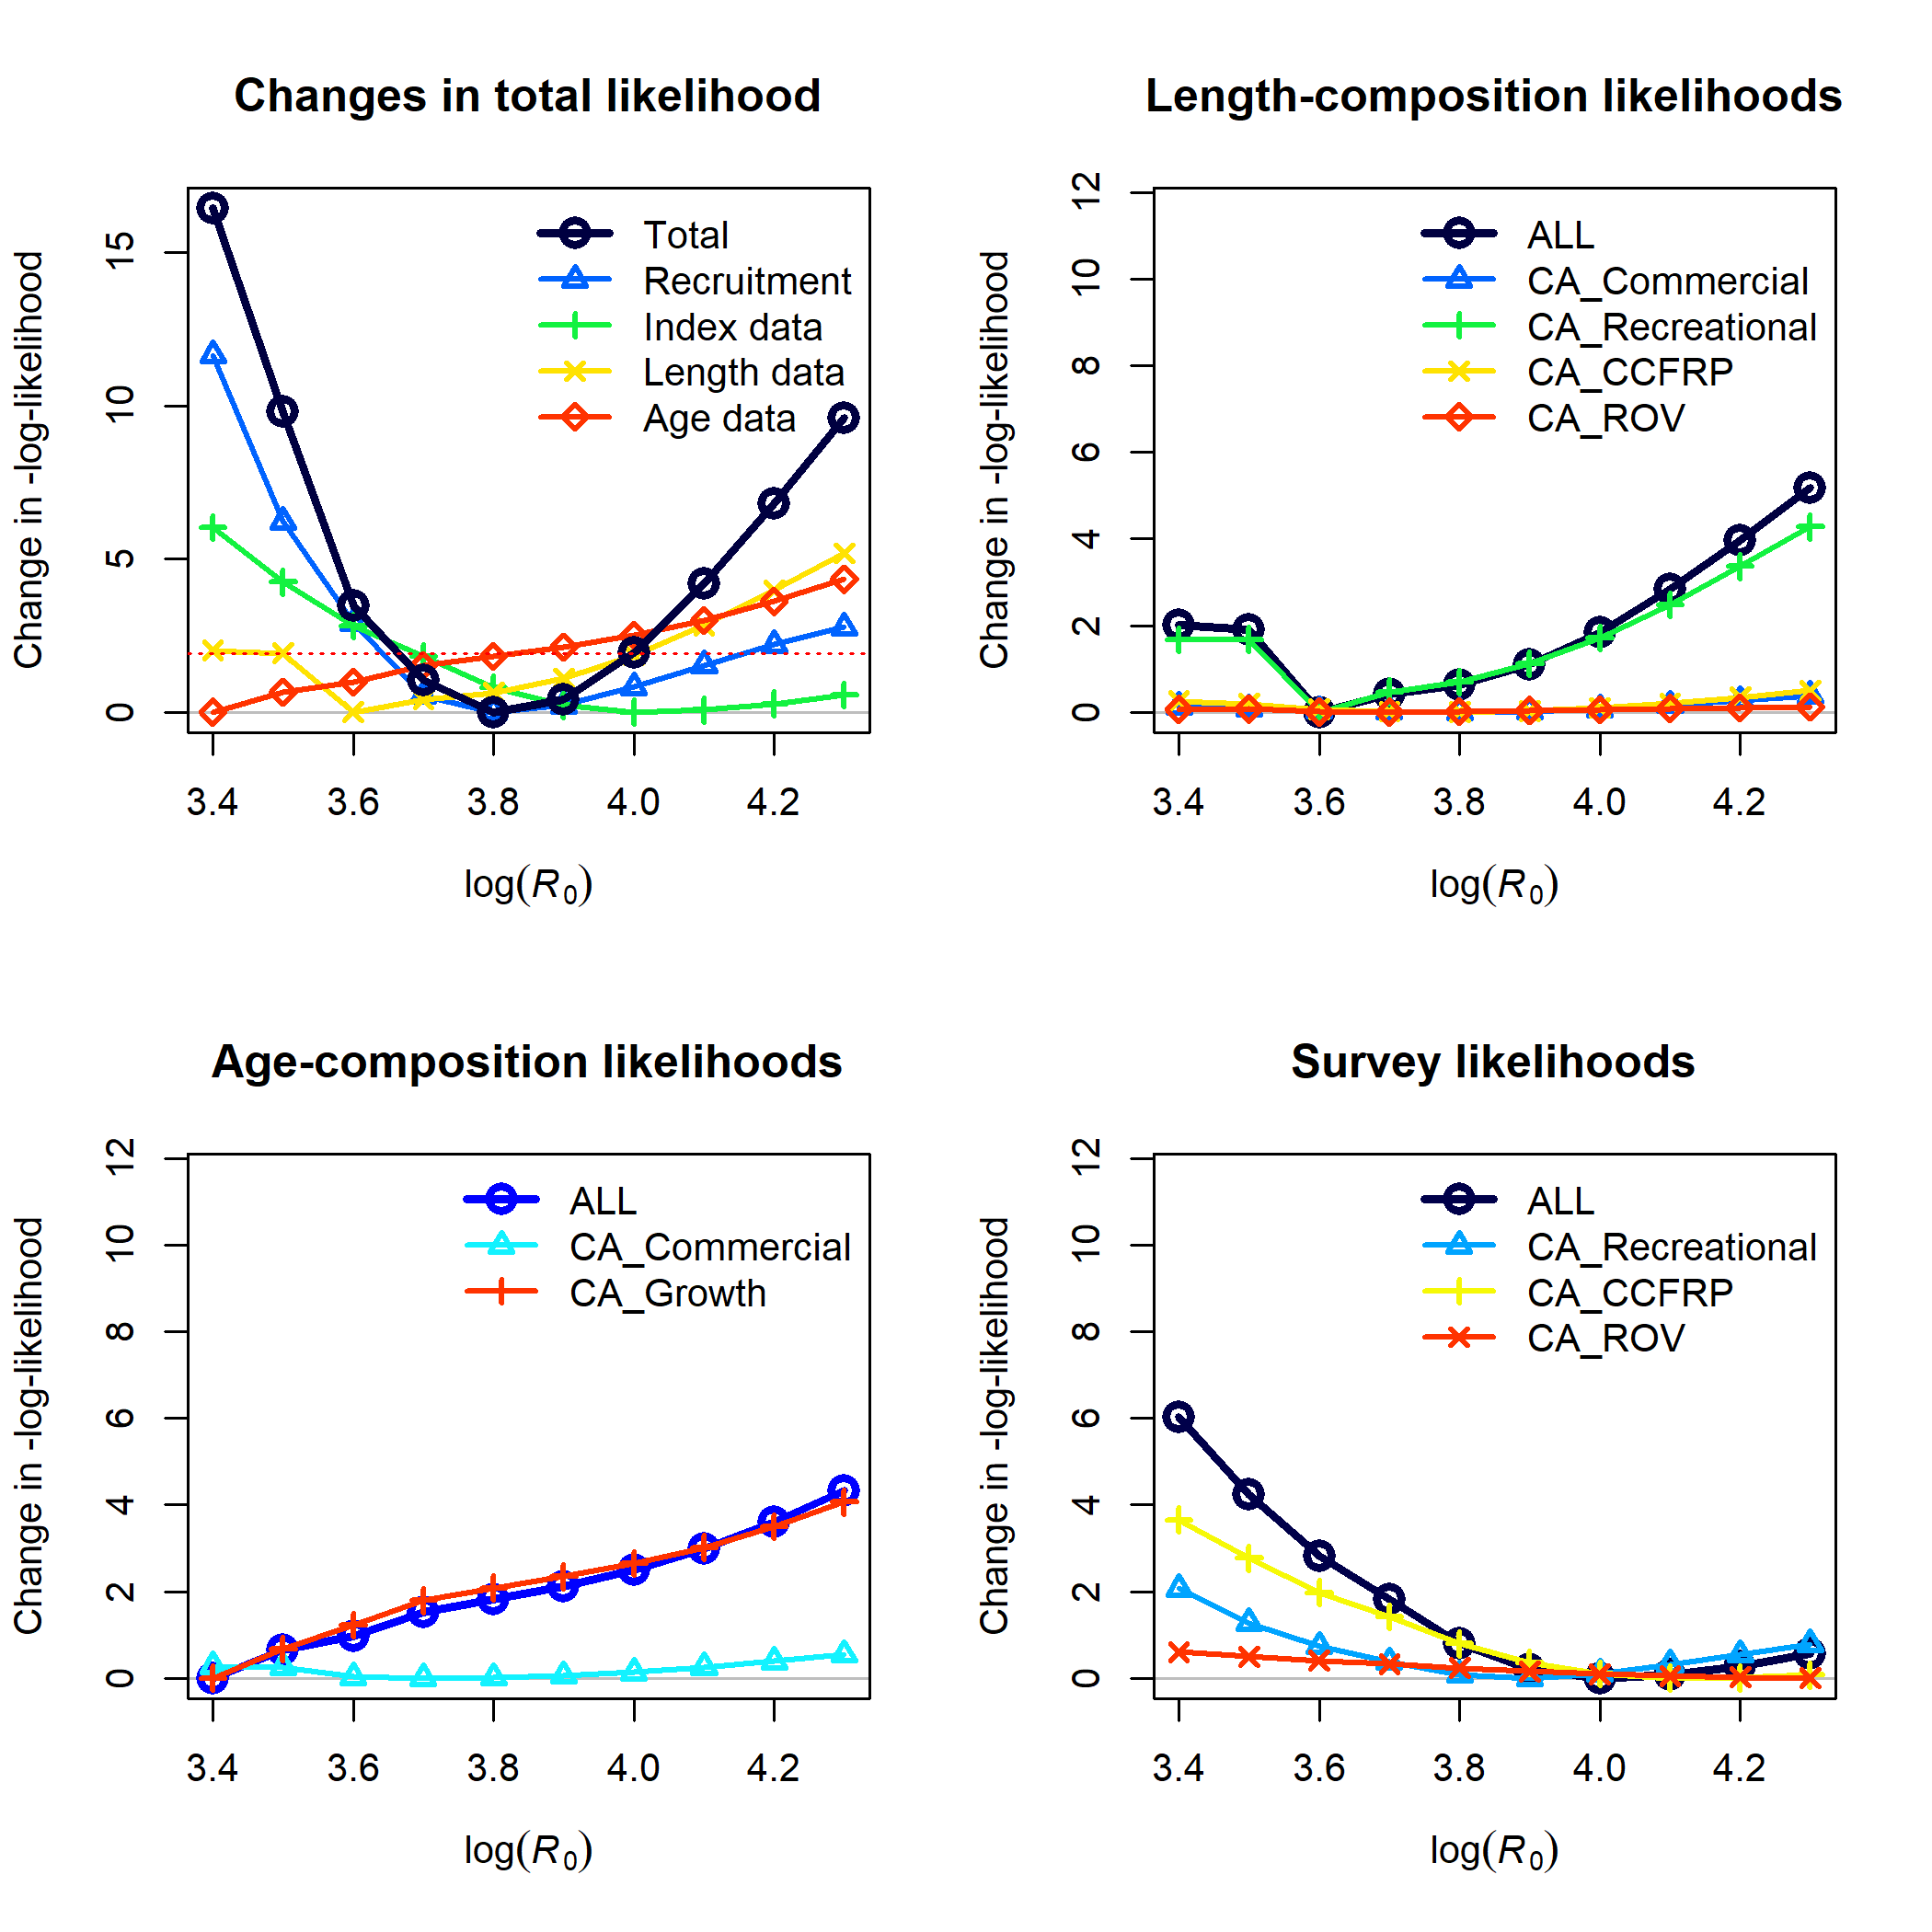 Changes in total likelihood
Change in -log-likelihood
15
10
5
0
Total
Recruitment
Index data
Length data
Age data
3.4 3.6 3.8 4.0 4.2
log(R0)
Length-composition likelihoods
Change in -log-likelihood
12
10
8
6
4
2
0
ALL
CA_Commercial
CA_Recreational
CA_CCFRP
CA_ROV
3.4 3.6 3.8 4.0 4.2
log(R0)
Age-composition likelihoods
Change in -log-likelihood
12
10
8
6
4
2
0
ALL
CA_Commercial
CA_Growth
3.4 3.6 3.8 4.0 4.2
log(R0)
Survey likelihoods
Change in -log-likelihood
12
10
8
6
4
2
0
ALL
CA_Recreational
CA_CCFRP
CA_ROV
3.4 3.6 3.8 4.0 4.2
log(R0)